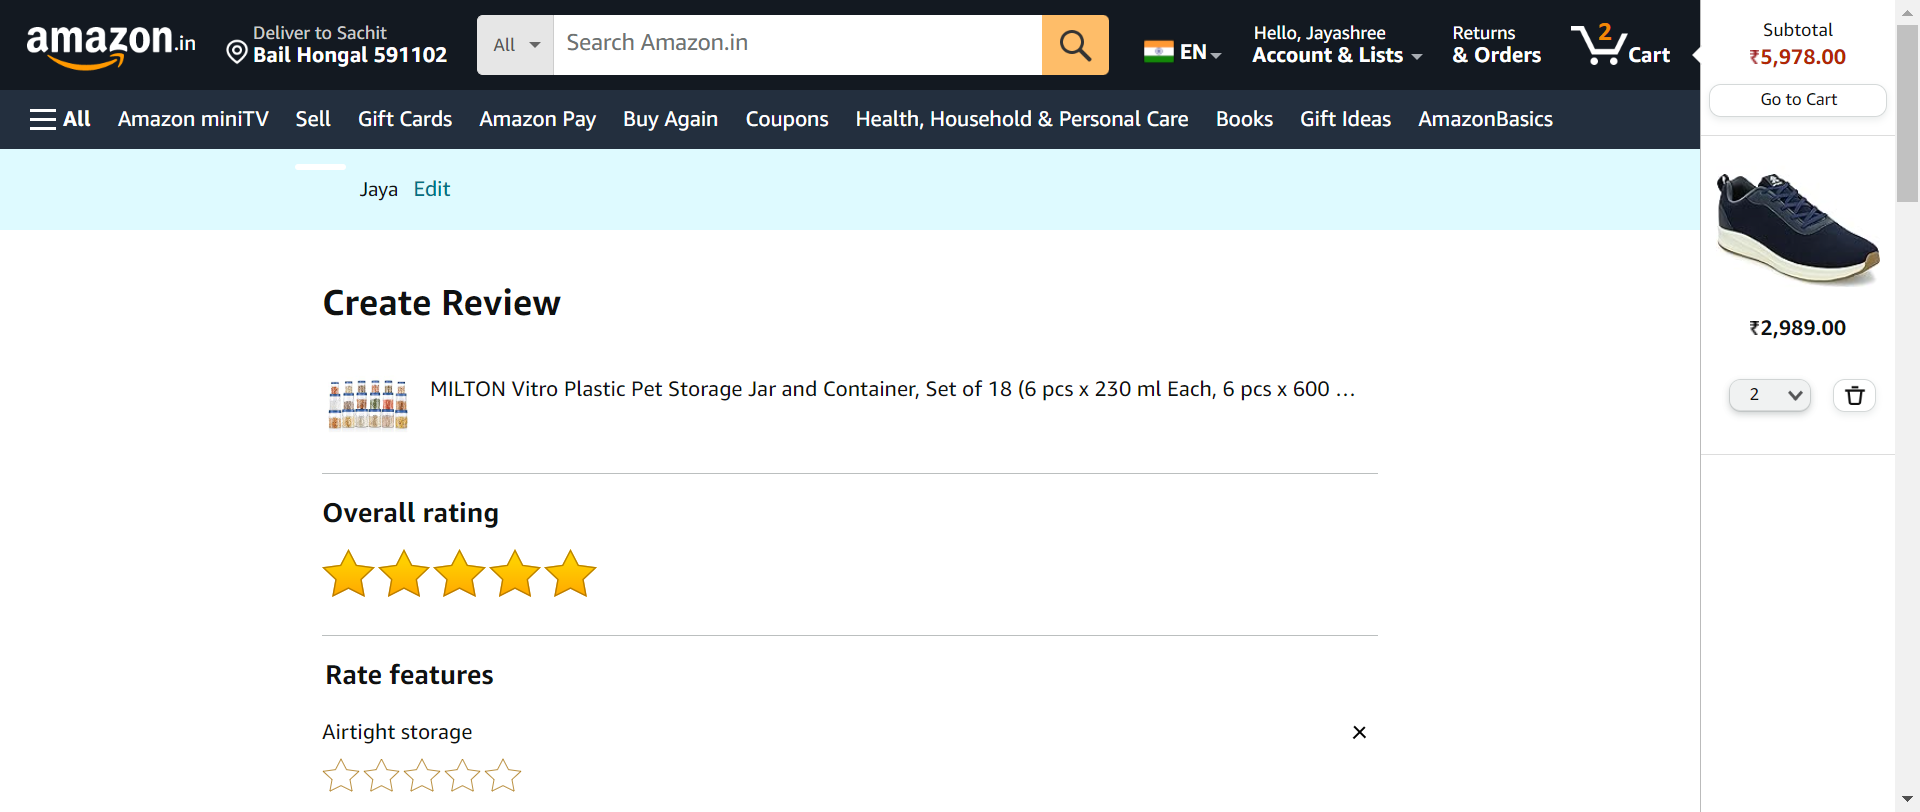 amazon.in
Deliver to Sachit
Bail Hongal 591102
All
Search Amazon.in
EN
Hello, Jayashree
Account & Lists
Returns
& Orders
2
Cart
Subtotal
₹5,978.00
Go to Cart
All
Amazon miniTV
Sell
Gift Cards
Amazon Pay
Buy Again
Coupons
Health, Household & Personal Care
Books
Gift Ideas
AmazonBasics
Jaya Edit
Create Review
MILTON Vitro Plastic Pet Storage Jar and Container, Set of 18 (6 pcs x 230 ml Each, 6 pcs x 600 …
₹2,989.00
2
Overall rating
Rate features
Airtight storage